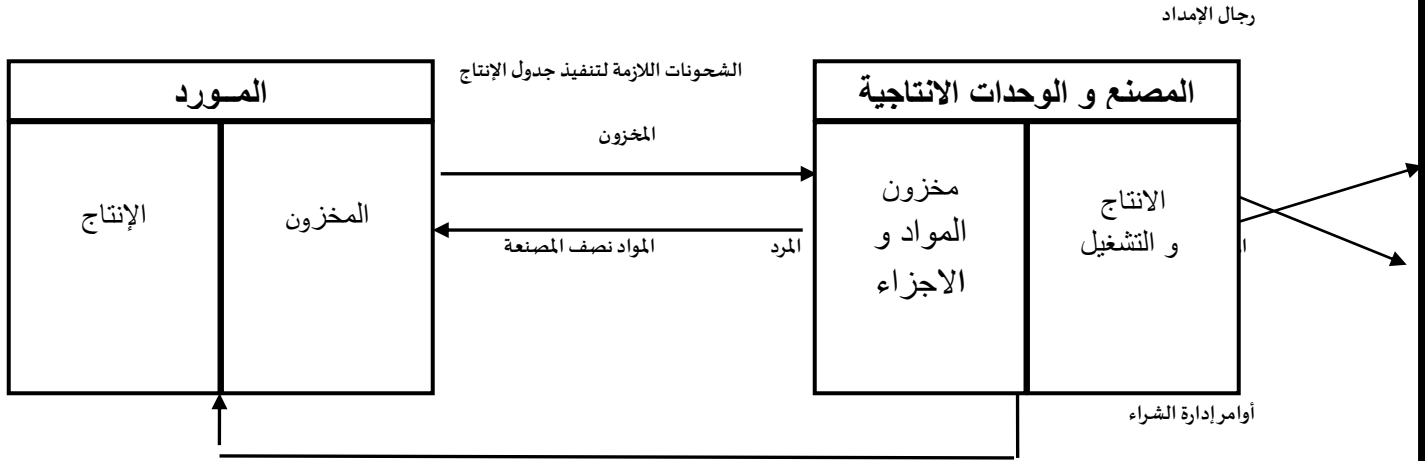 رجال الإمداد
الشحونات اللازمة لتنفيذ جدول الإنتاج
المصنع و الوحدات الانتاجية
المــورد
المخزون
الانتاج
و التشغيل
مخزون
المواد و
الاجزاء
المخزون
الإنتاج
المرد
المواد نصف المصنعة
أوامر إدارة الشراء